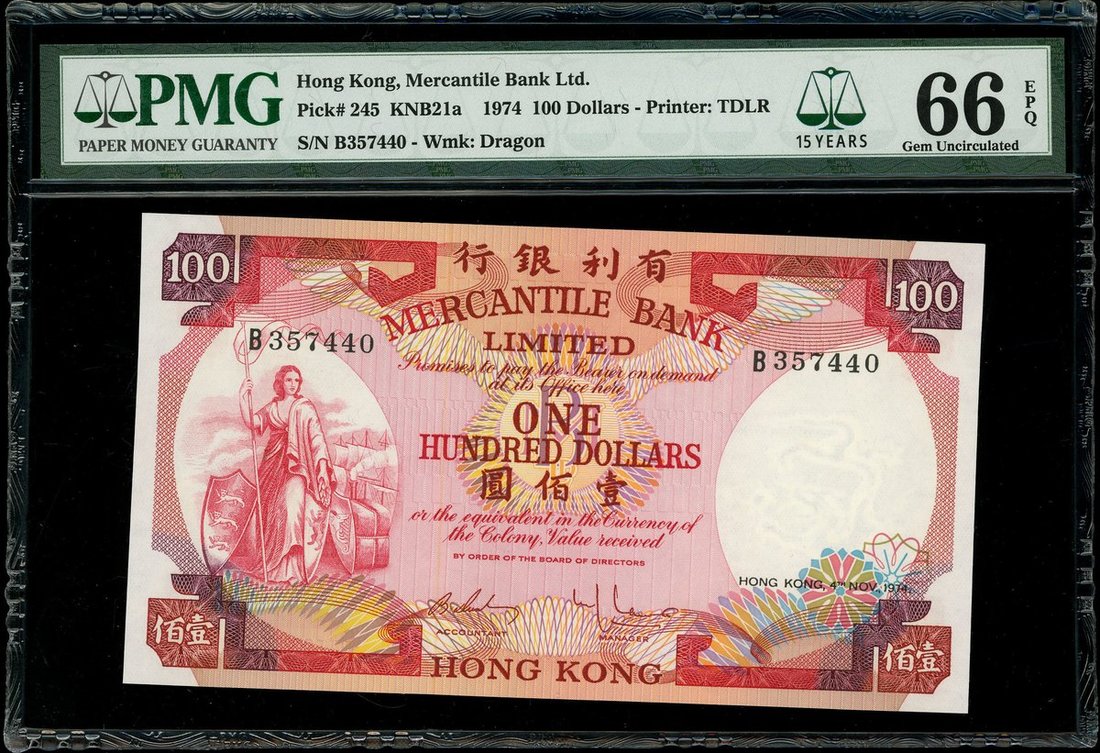 PMG
PAPER MONEY GUARANTY
Hong Kong, Mercantile Bank Ltd.
Pick# 245 KNB21a 1974 100 Dollars - Printer: TDLR
S/N B357440 - Wmk: Dragon
15 YEARS
66 EPQ
Gem Uncirculated
100
行銀利有
100
MERCANTILE BANK
LIMITED
B357440
B357440
Promises to pay the Bearer on demand
at its Office here
ONE
HUNDRED DOLLARS
圓佰壹
or the equivalent in the Currency of
the Colony, Value received
BY ORDER OF THE BOARD OF DIRECTORS
HONG KONG, 4TH NOV., 1974.
ACCOUNTANT
MANAGER
佰壹
HONG KONG
佰壹